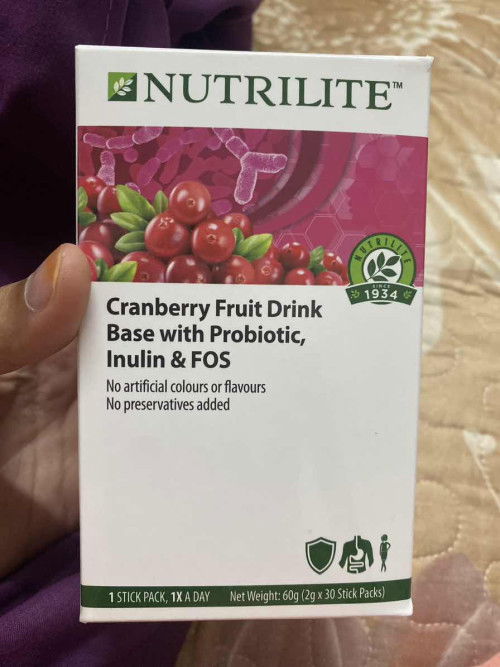 NUTRILITE™
NUTRILITE
SINCE
1934
Cranberry Fruit Drink
Base with Probiotic,
Inulin & FOS
No artificial colours or flavours
No preservatives added
1 STICK PACK, 1X A DAY Net Weight: 60g (2g x 30 Stick Packs)